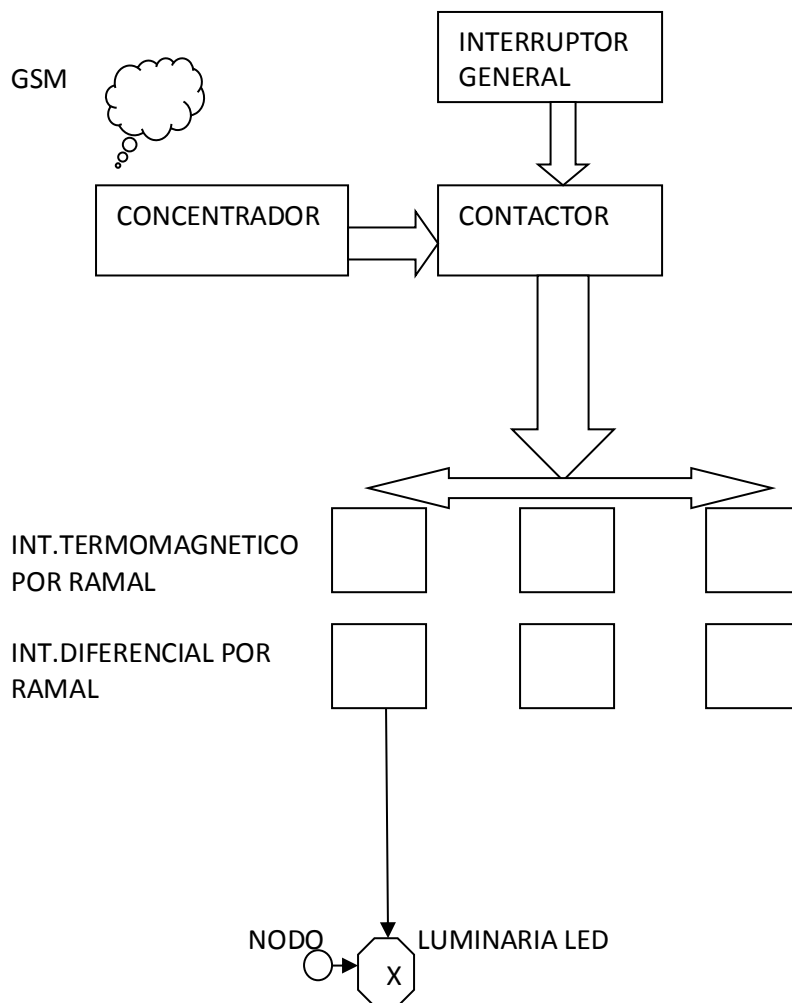 INTERRUPTOR
GENERAL
GSM
CONCENTRADOR
CONTACTOR
INT.TERMOMAGNETICO
POR RAMAL
INT.DIFERENCIAL POR
RAMAL
NODO
LUMINARIA LED
X